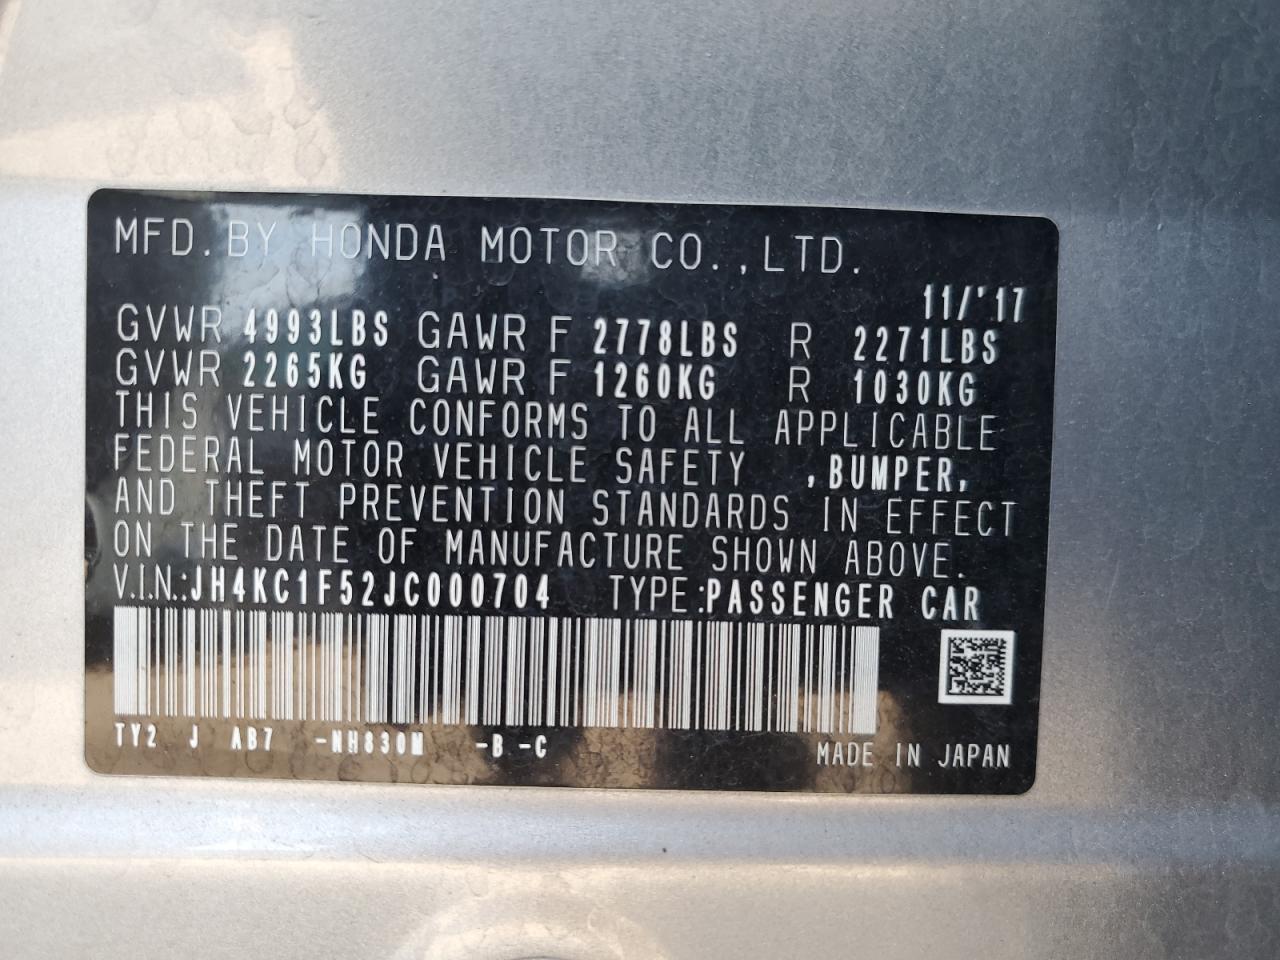 MFD. BY HONDA MOTOR CO., LTD.
11/'17
GVWR 4993LBS GAWR F 2778LBS R 2271LBS
GVWR 2265KG GAWR F 1260KG R 1030KG
THIS VEHICLE CONFORMS TO ALL APPLICABLE
FEDERAL MOTOR VEHICLE SAFETY ,BUMPER,
AND THEFT PREVENTION STANDARDS IN EFFECT
ON THE DATE OF MANUFACTURE SHOWN ABOVE.
V.I.N.:JH4KC1F52JC000704 TYPE:PASSENGER CAR
TY2 J AB7 -NH830M -B -C
MADE IN JAPAN